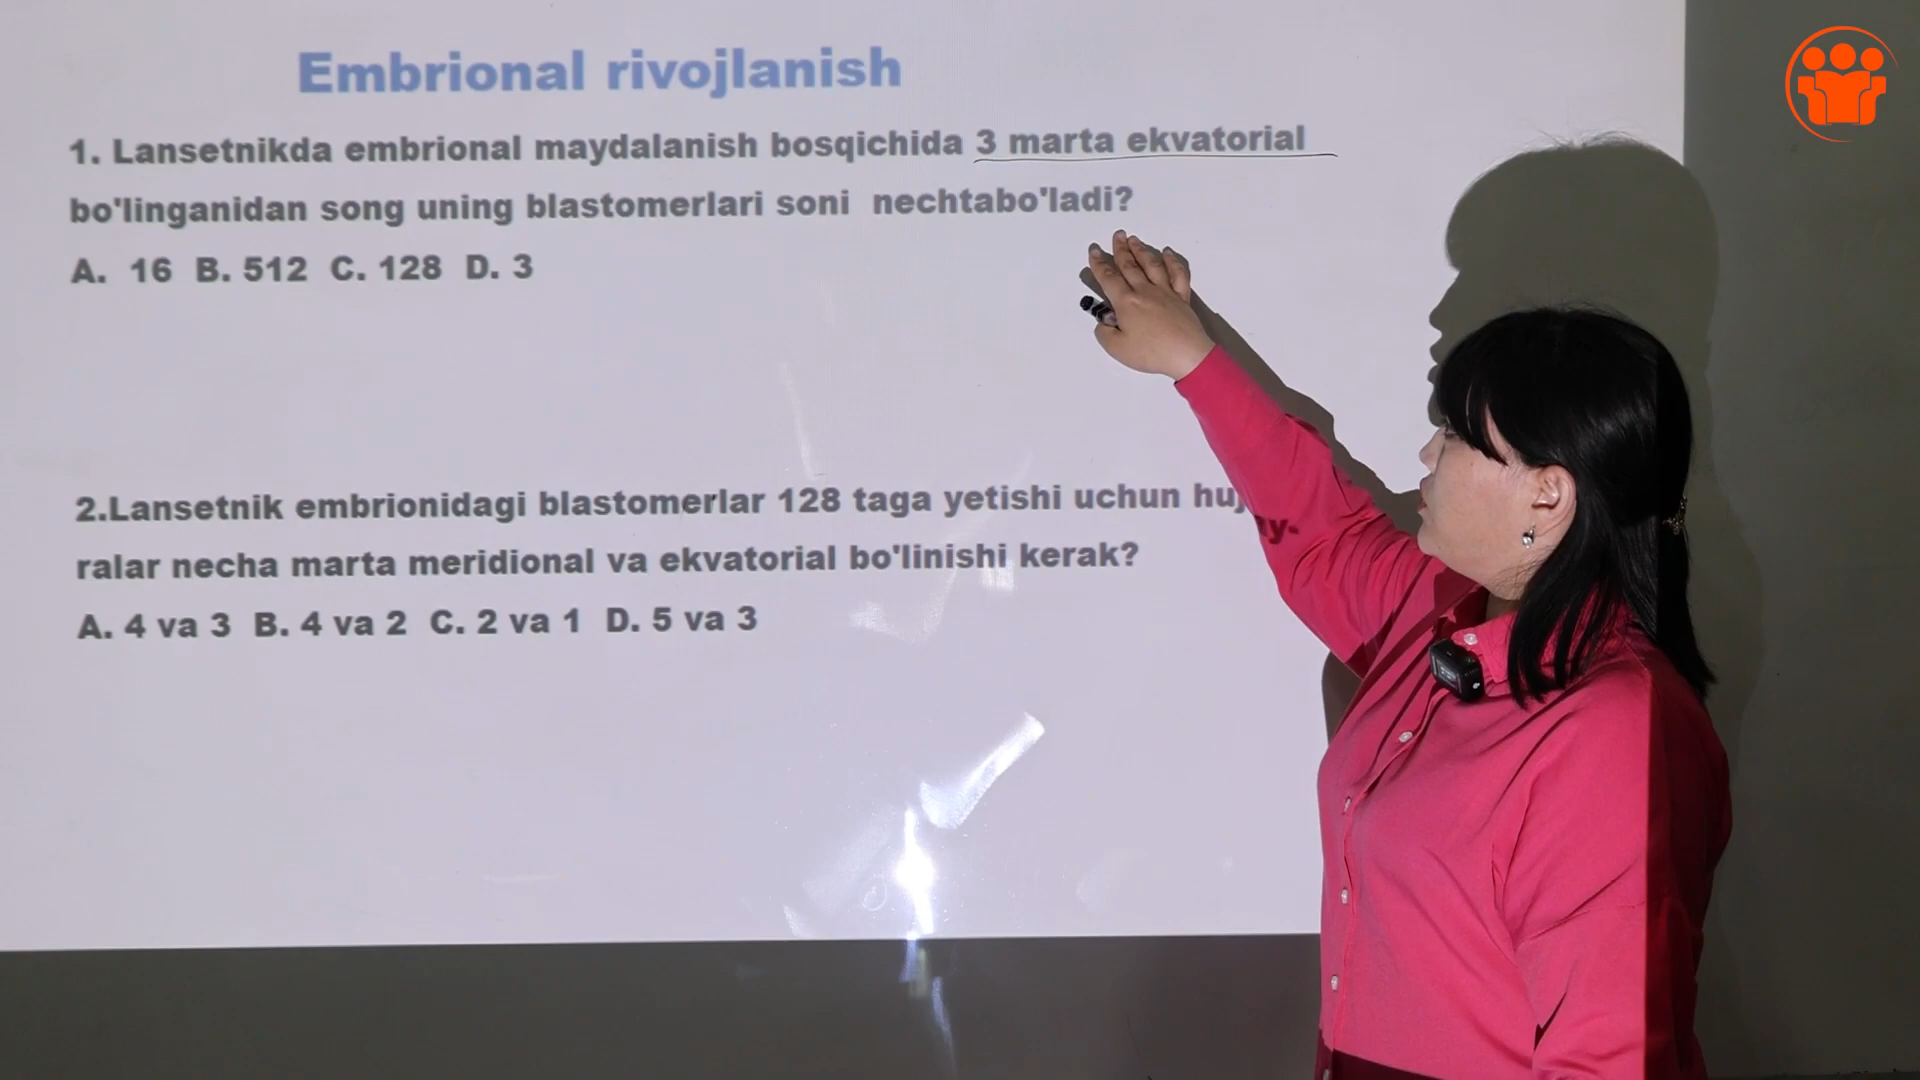 Embrional rivojlanish
1. Lansetnikda embrional maydalanish bosqichida 3 marta ekvatorial
bo'linganidan song uning blastomerlari soni nechtabo'ladi?
A. 16 B. 512 C. 128 D. 3
2.Lansetnik embrionidagi blastomerlar 128 taga yetishi uchun huj
ralar necha marta meridional va ekvatorial bo'linishi kerak?
A. 4 va 3 B. 4 va 2 C. 2 va 1 D. 5 va 3